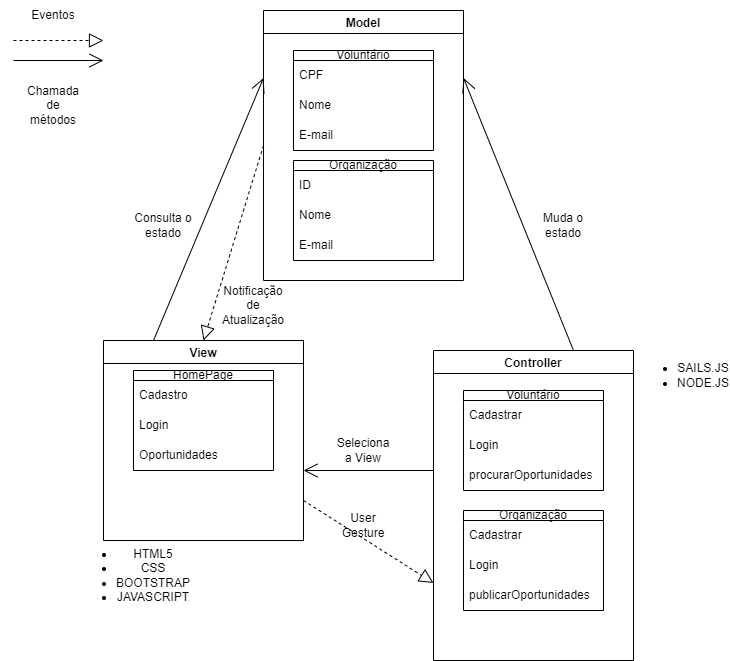 Eventos
Chamada
de
métodos
Model
Voluntário
CPF
Nome
E-mail
Organização
ID
Nome
E-mail
Consulta o
estado
Muda o
estado
Notificação
de
Atualização
View
HomePage
Cadastro
Login
Oportunidades
HTML5
CSS
BOOTSTRAP
JAVASCRIPT
Seleciona
a View
User
Gesture
Controller
Voluntário
Cadastrar
Login
procurarOportunidades
Organização
Cadastrar
Login
publicarOportunidades
SAILS.JS
NODE.JS